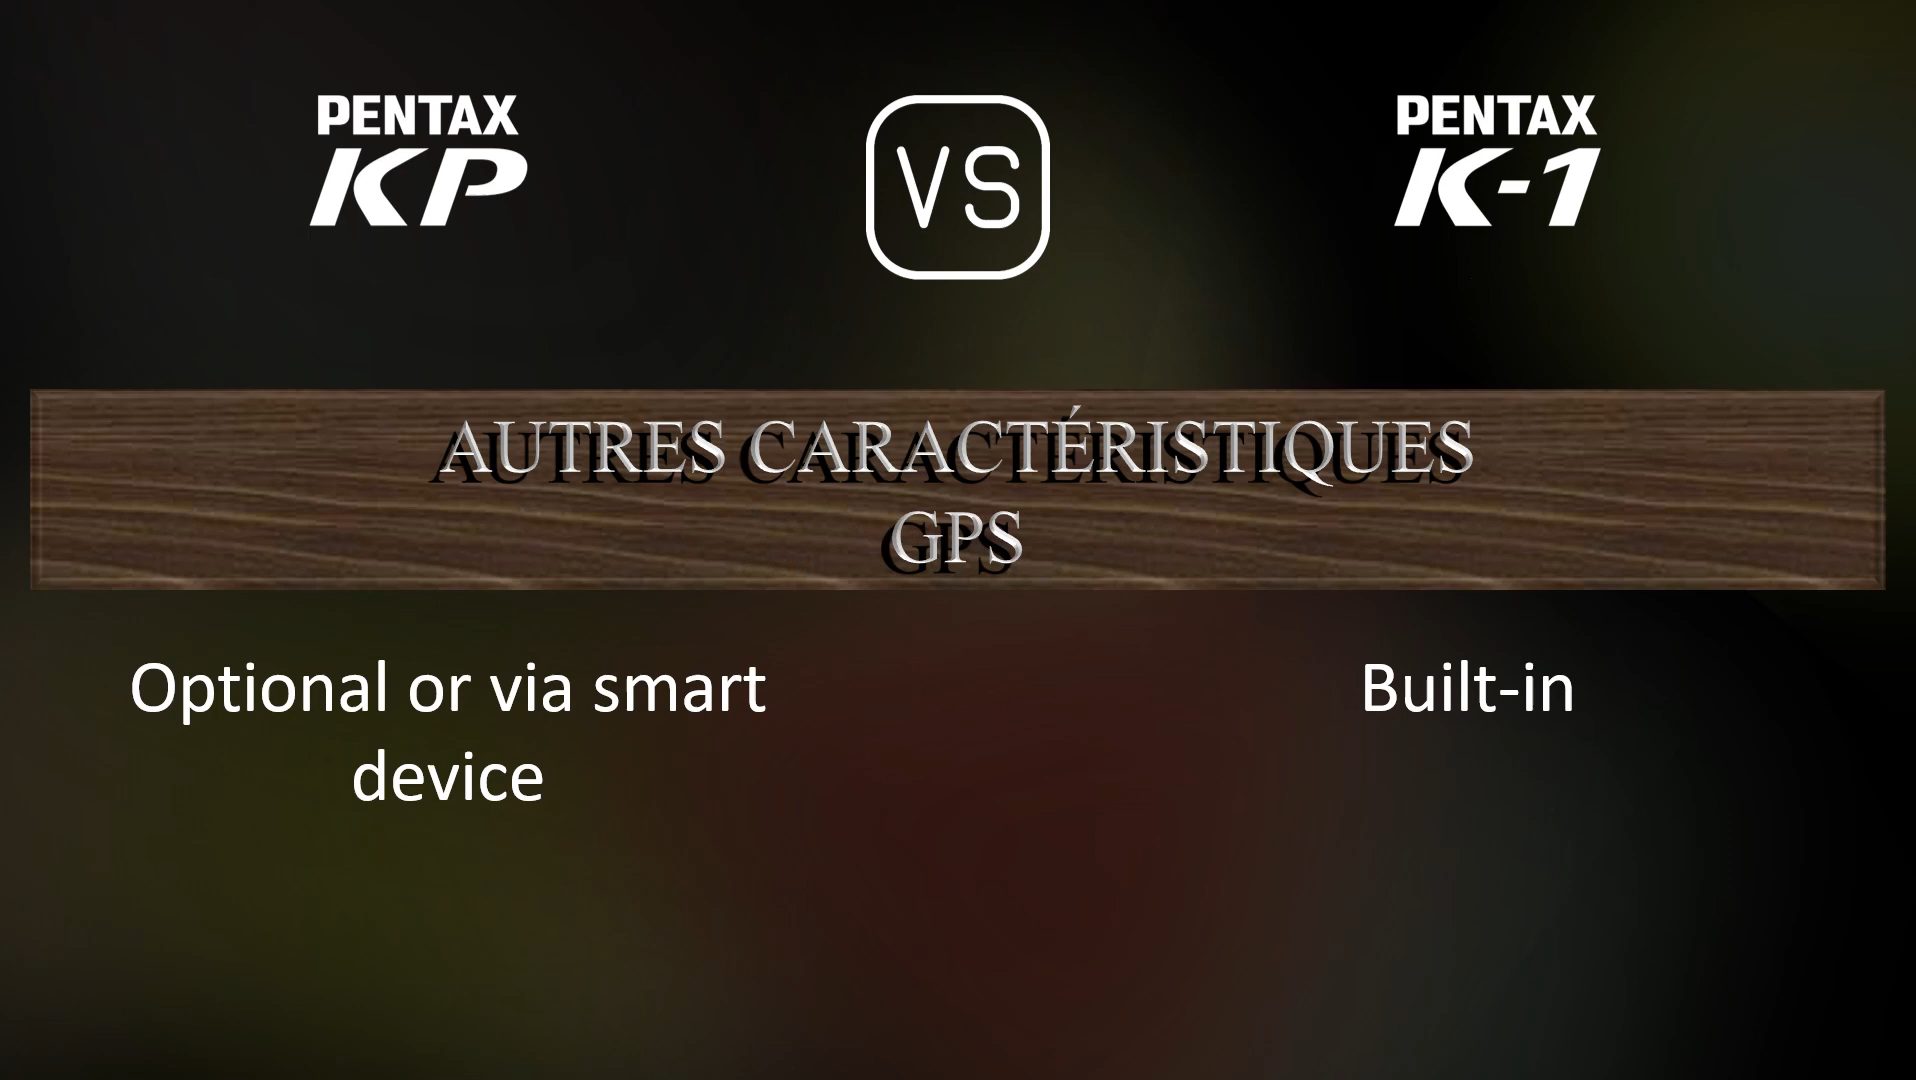 PENTAX
KP
VS
PENTAX
K-1
AUTRES CARACTÉRISTIQUES
GPS
Optional or via smart
device
Built-in